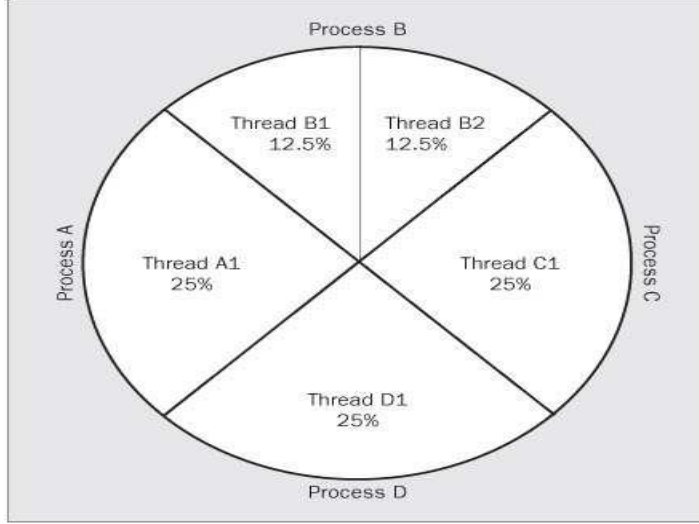 Process B
Thread B1
12.5%
Thread B2
12.5%
Process A
Thread A1
25%
Thread C1
25%
Process C
Thread D1
25%
Process D